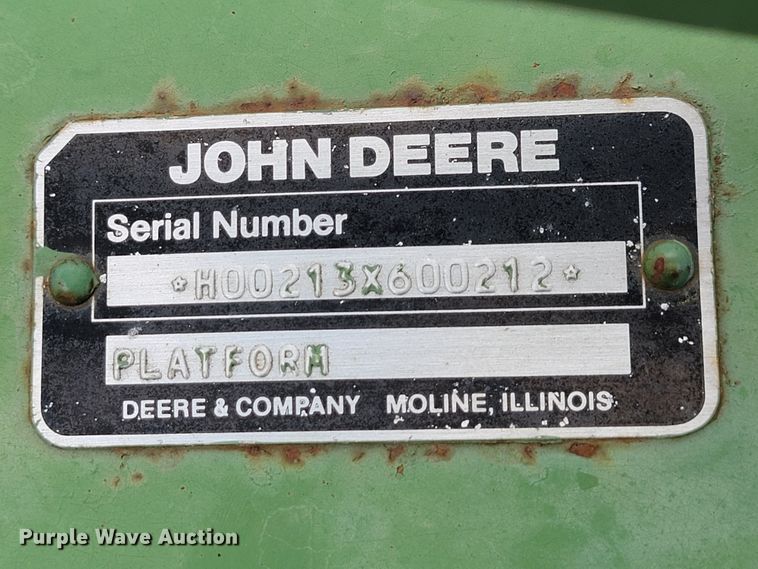 JOHN DEERE
Serial Number
*H00213X600212*
PLATFORM
DEERE & COMPANY MOLINE, ILLINOIS
Purple Wave Auction